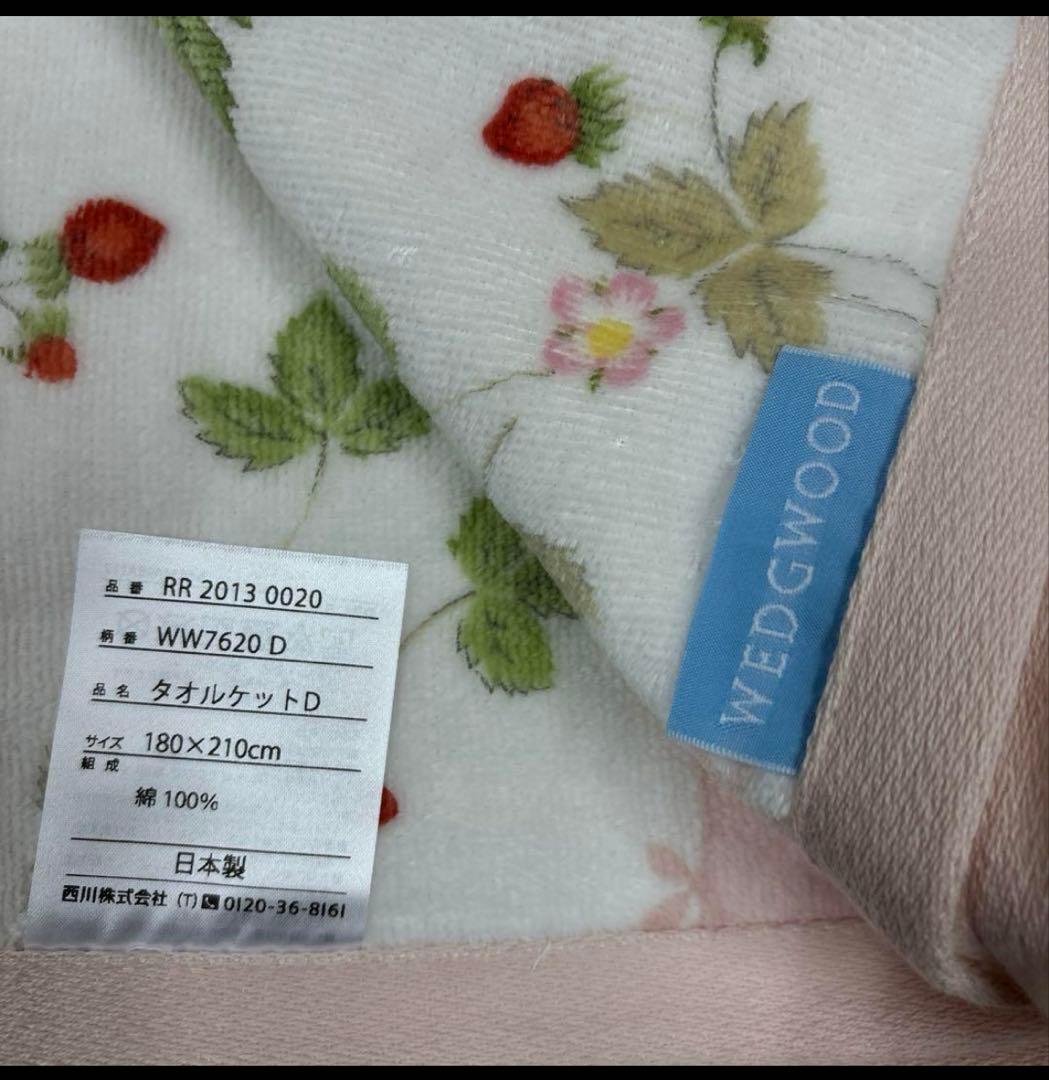 品番 RR 2013 0020
柄番 WW7620 D
品名 タオルケットD
サイズ 180×210cm
組成
綿 100%
日本製
西川株式会社 (T) 0120-36-8161
WEDGWOOD